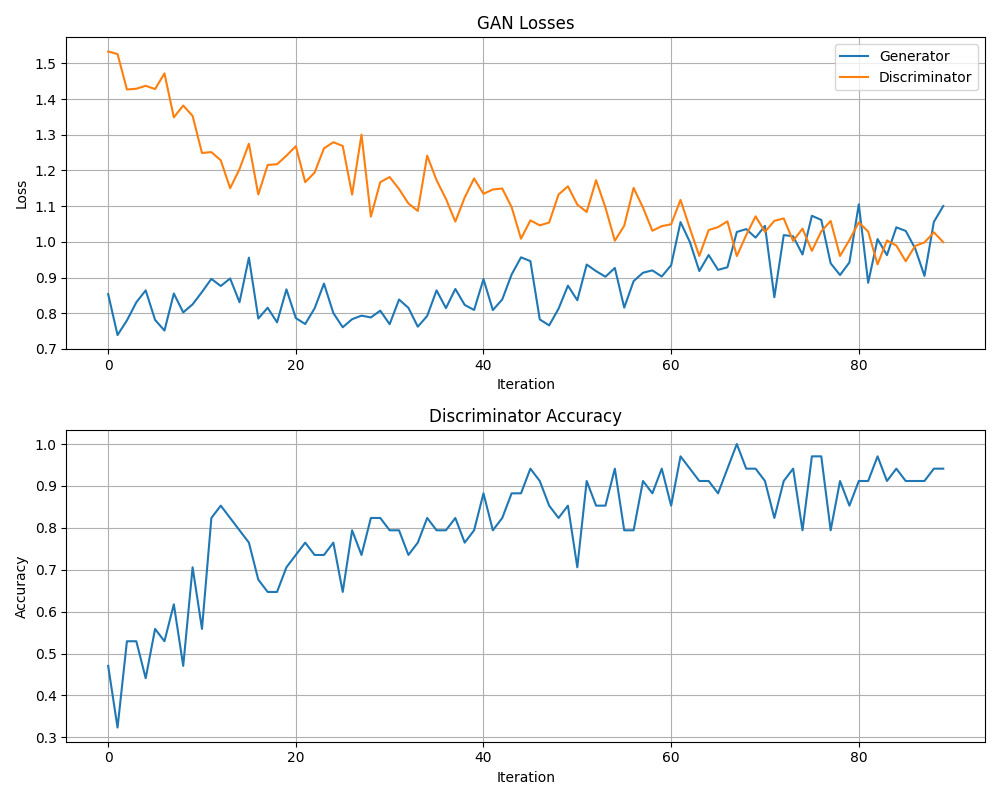 GAN Losses
Generator
Discriminator
1.5
1.4
1.3
1.2
1.1
1.0
0.9
0.8
0.7
Loss
0 20 40 60 80
Iteration
Discriminator Accuracy
1.0
0.9
0.8
0.7
0.6
0.5
0.4
0.3
Accuracy
0 20 40 60 80
Iteration